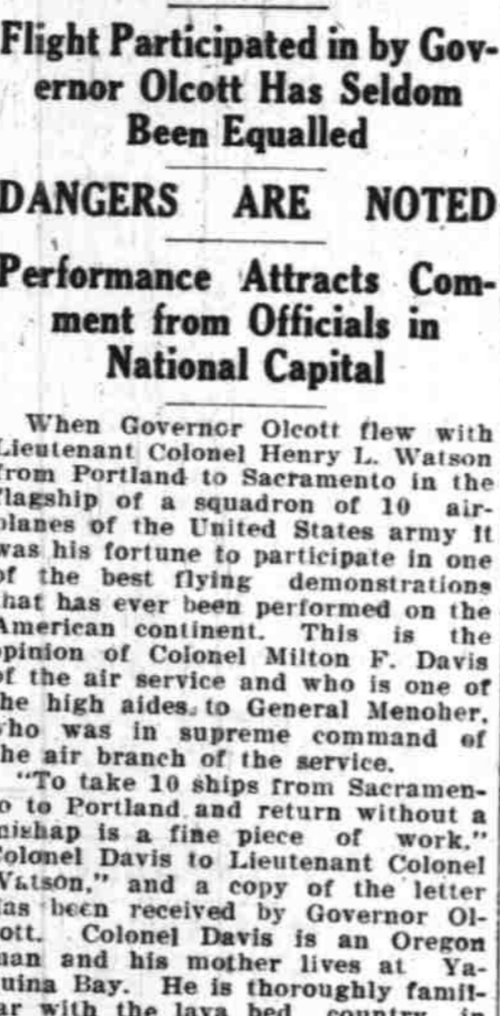 Flight Participated in by Gov-
ernor Olcott Has Seldom
Been Equalled
DANGERS ARE NOTED
Performance Attracts Com-
ment from Officials in
National Capital
When Governor Olcott flew with
Lieutenant Colonel Henry L. Watson
from Portland to Sacramento in the
flagship of a squadron of 10 air-
planes of the United States army it
was his fortune to participate in one
of the best flying demonstrations
that has ever been performed on the
American continent. This is the
opinion of Colonel Milton F. Davis
of the air service and who is one of
the high aides to General Menoher,
who was in supreme command of
the air branch of the service.
"To take 10 ships from Sacramen-
to to Portland and return without a
mishap is a fine piece of work."
Colonel Davis to Lieutenant Colonel
Watson," and a copy of the letter
has been received by Governor Ol-
cott. Colonel Davis is an Oregon
man and his mother lives at Ya-
quina Bay. He is thoroughly famil-
iar with the lava bed country in